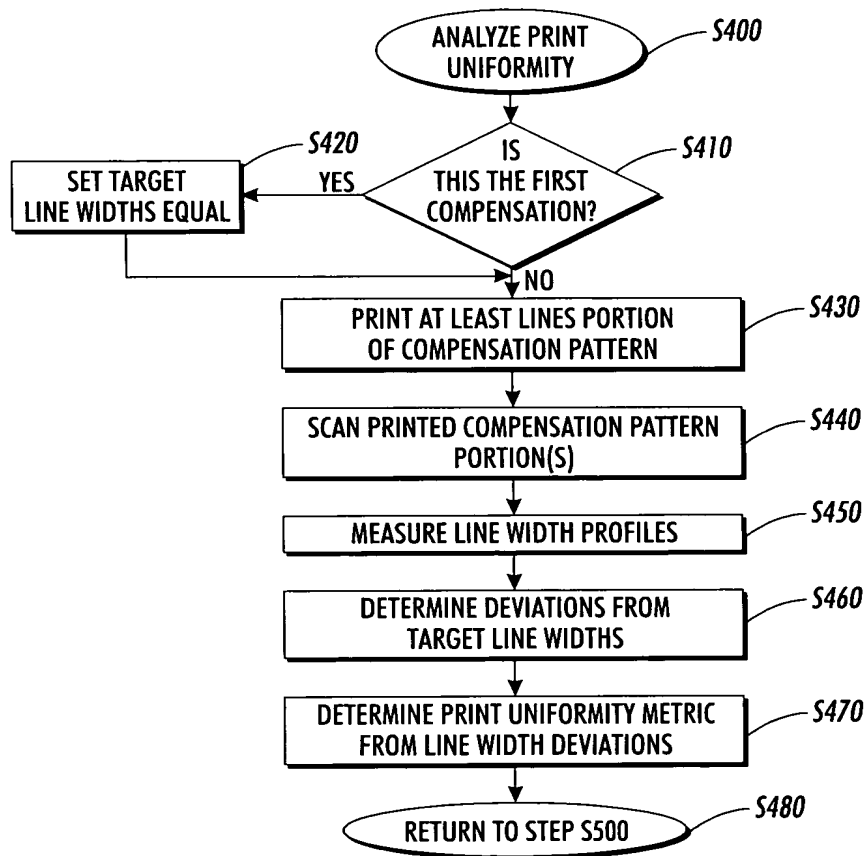 ANALYZE PRINT
UNIFORMITY
S400
IS
THIS THE FIRST
COMPENSATION?
S410
YES
S420
SET TARGET
LINE WIDTHS EQUAL
NO
PRINT AT LEAST LINES PORTION
OF COMPENSATION PATTERN
S430
SCAN PRINTED COMPENSATION PATTERN
PORTION(S)
S440
MEASURE LINE WIDTH PROFILES
S450
DETERMINE DEVIATIONS FROM
TARGET LINE WIDTHS
S460
DETERMINE PRINT UNIFORMITY METRIC
FROM LINE WIDTH DEVIATIONS
S470
RETURN TO STEP S500
S480